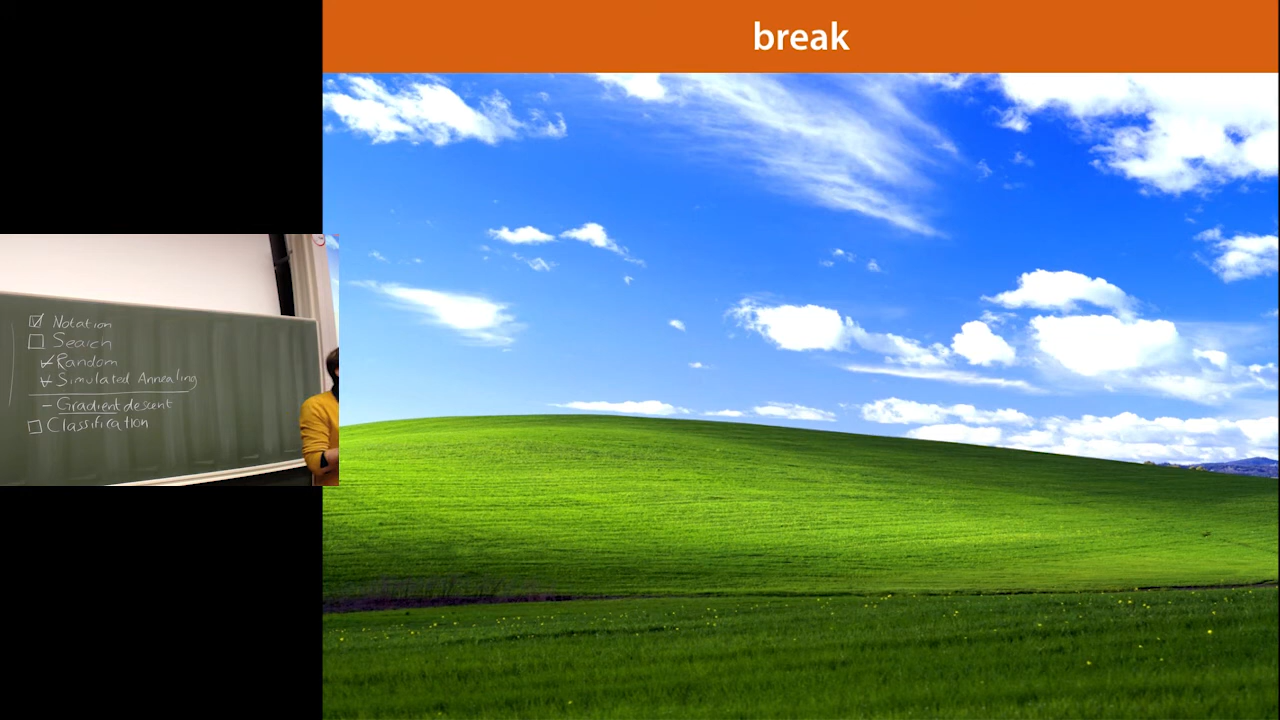 break
☑ Notation
☐ Search
✓Random
✓Simulated Annealing
- Gradient descent
☐ Classification